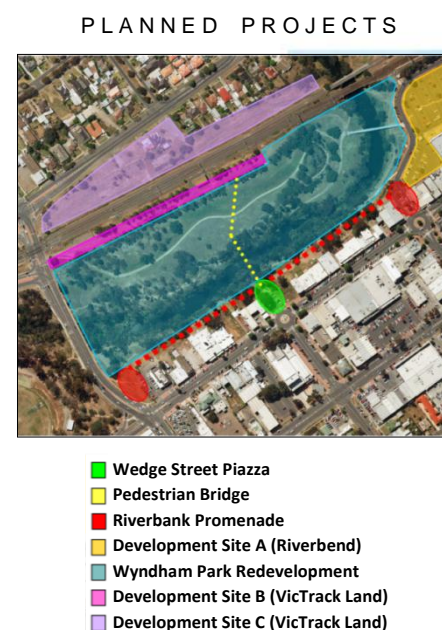 PLANNED PROJECTS
Wedge Street Piazza
Pedestrian Bridge
Riverbank Promenade
Development Site A (Riverbend)
Wyndham Park Redevelopment
Development Site B (VicTrack Land)
Development Site C (VicTrack Land)